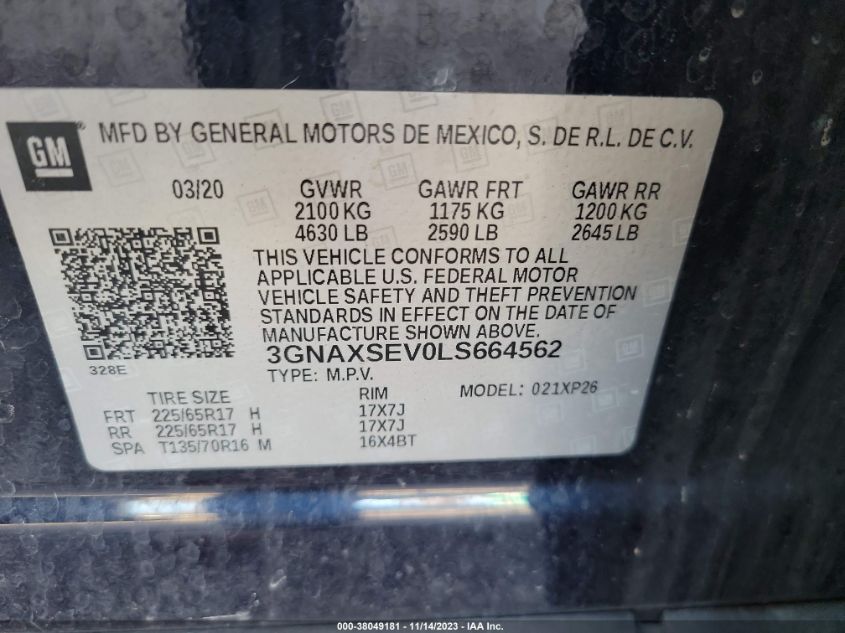 GM ® MFD BY GENERAL MOTORS DE MEXICO, S. DE R.L. DE C.V.
03/20 GVWR GAWR FRT GAWR RR
2100 KG 1175 KG 1200 KG
4630 LB 2590 LB 2645 LB
THIS VEHICLE CONFORMS TO ALL
APPLICABLE U.S. FEDERAL MOTOR
VEHICLE SAFETY AND THEFT PREVENTION
STANDARDS IN EFFECT ON THE DATE OF
MANUFACTURE SHOWN ABOVE.
3GNAXSEV0LS664562
328E
TYPE: M.P.V. MODEL: 021XP26
TIRE SIZE RIM
FRT 225/65R17 H 17X7J
RR 225/65R17 H 17X7J
SPA T135/70R16 M 16X4BT
000-38049181 - 11/14/2023 - IAA Inc.